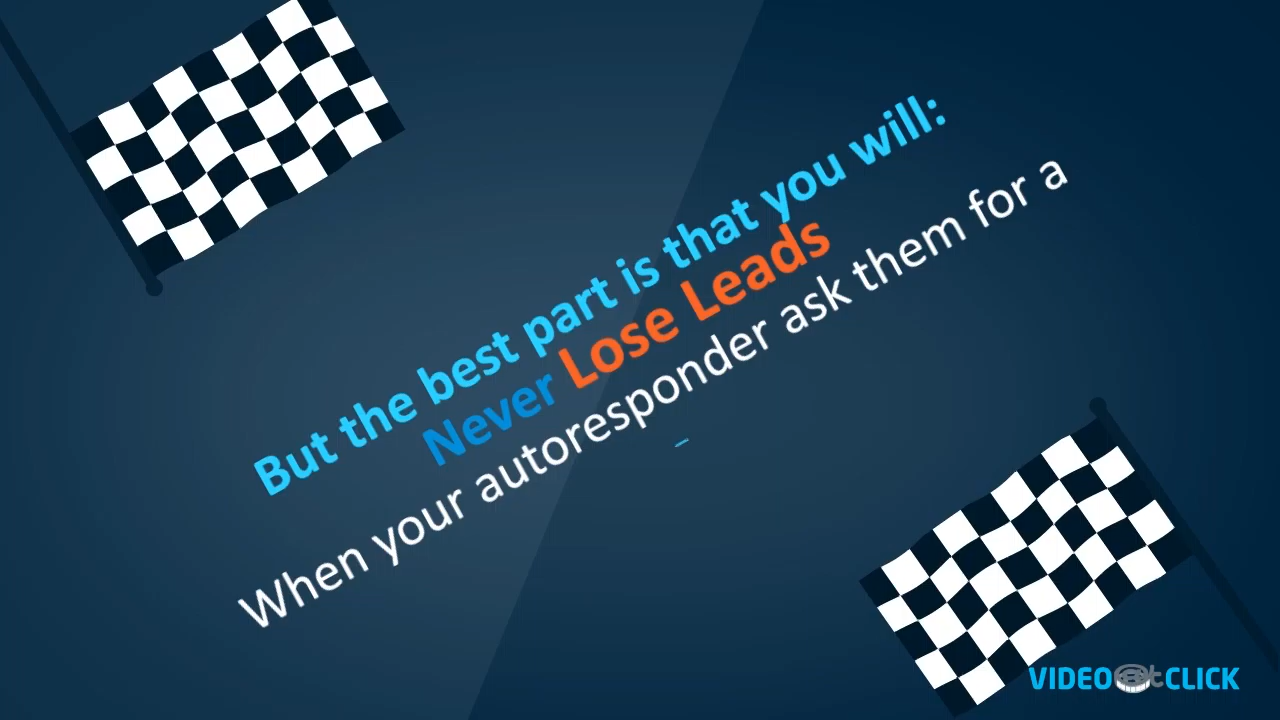 But the best part is that you will:
Never Lose Leads
When your autoresponder ask them for a
VIDEO at CLICK